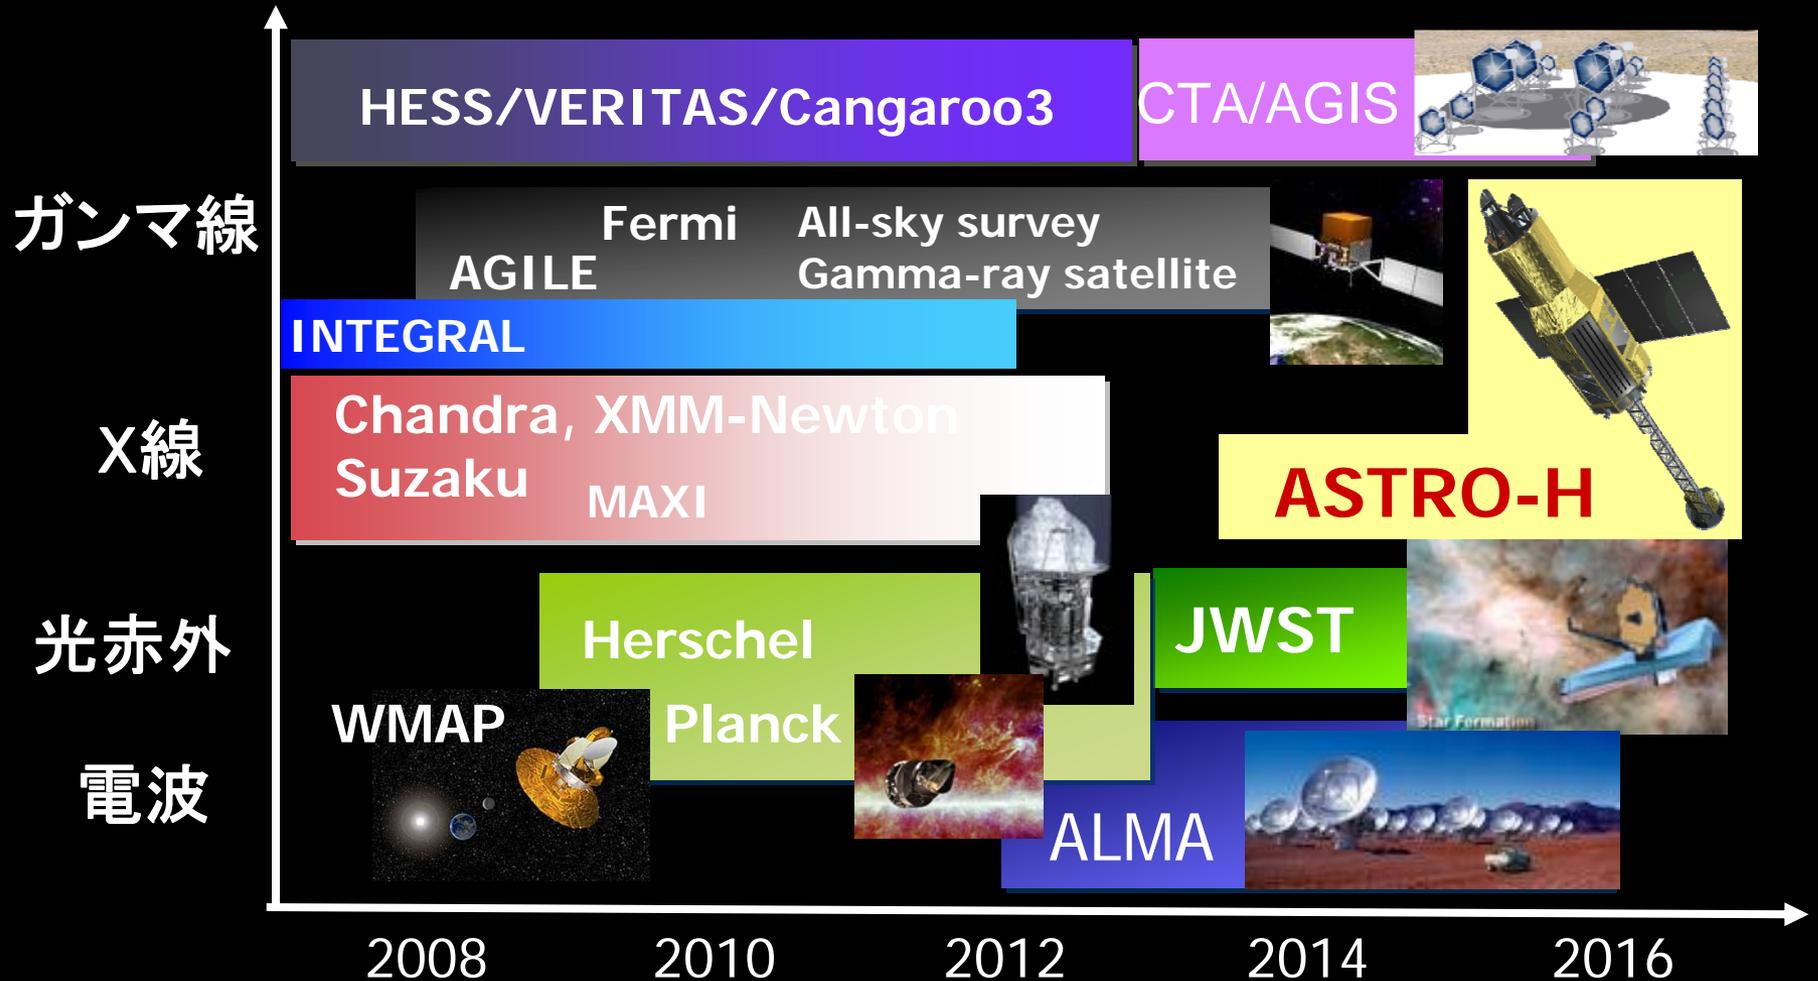 HESS/VERITAS/Cangaroo3
CTA/AGIS
ガンマ線
Fermi
All-sky survey
AGILE
Gamma-ray satellite
INTEGRAL
X線
Chandra, XMM-Newton
Suzaku
MAXI
ASTRO-H
光赤外
Herschel
JWST
WMAP
Planck
Star Formation
電波
ALMA
2008
2010
2012
2014
2016